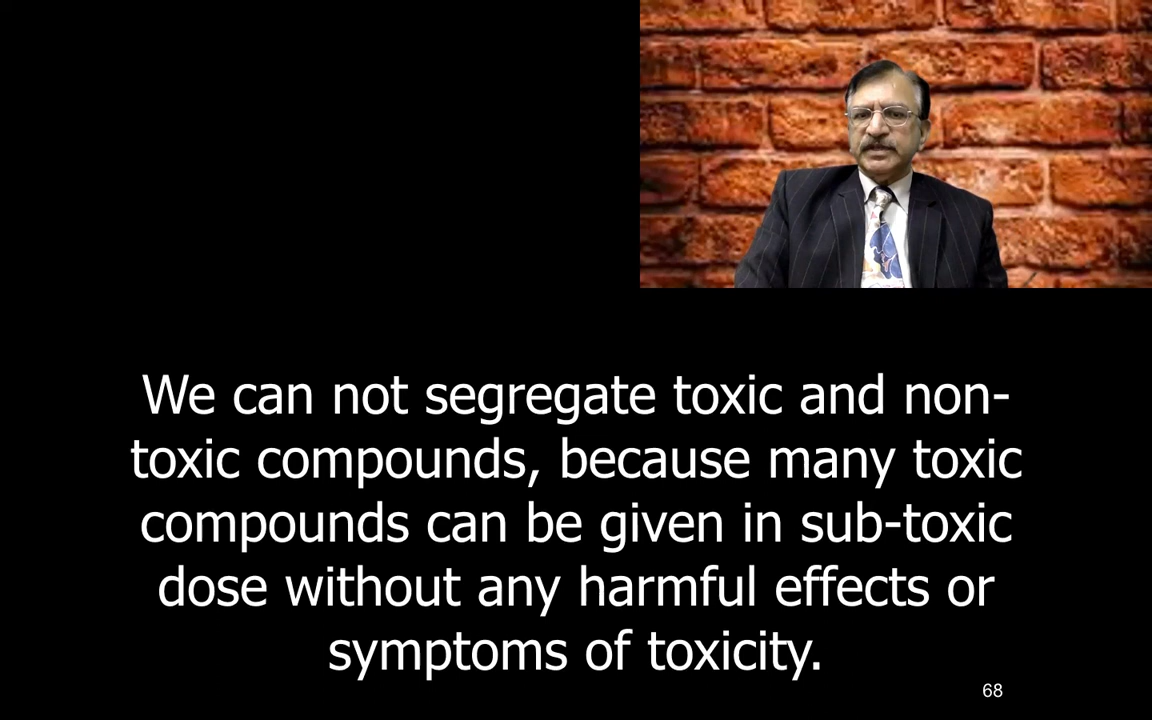 We can not segregate toxic and non-
toxic compounds, because many toxic
compounds can be given in sub-toxic
dose without any harmful effects or
symptoms of toxicity.
68